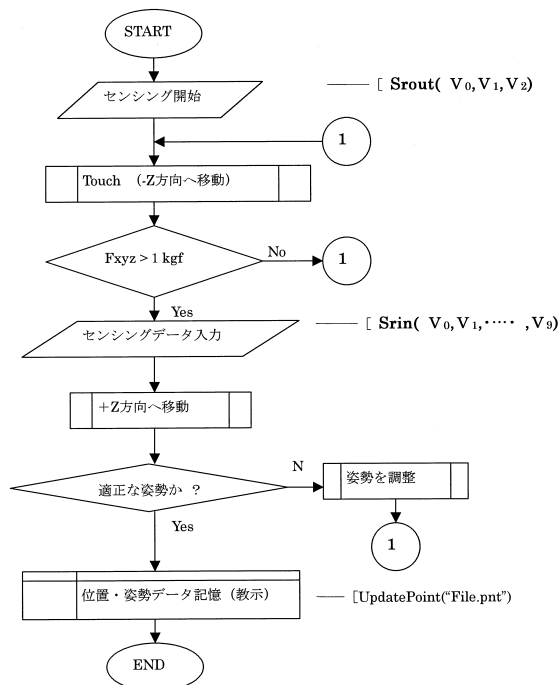 START
センシング開始
[ Srout( V0,V1,V2)
1
Touch (-Z方向へ移動)
Fxyz > 1 kgf
No
1
Yes
センシングデータ入力
[ Srin( V0,V1,・・・・・ ,V9)
+Z方向へ移動
適正な姿勢か ?
N
姿勢を調整
1
Yes
位置・姿勢データ記憶 (教示)
[UpdatePoint("File.pnt")
END